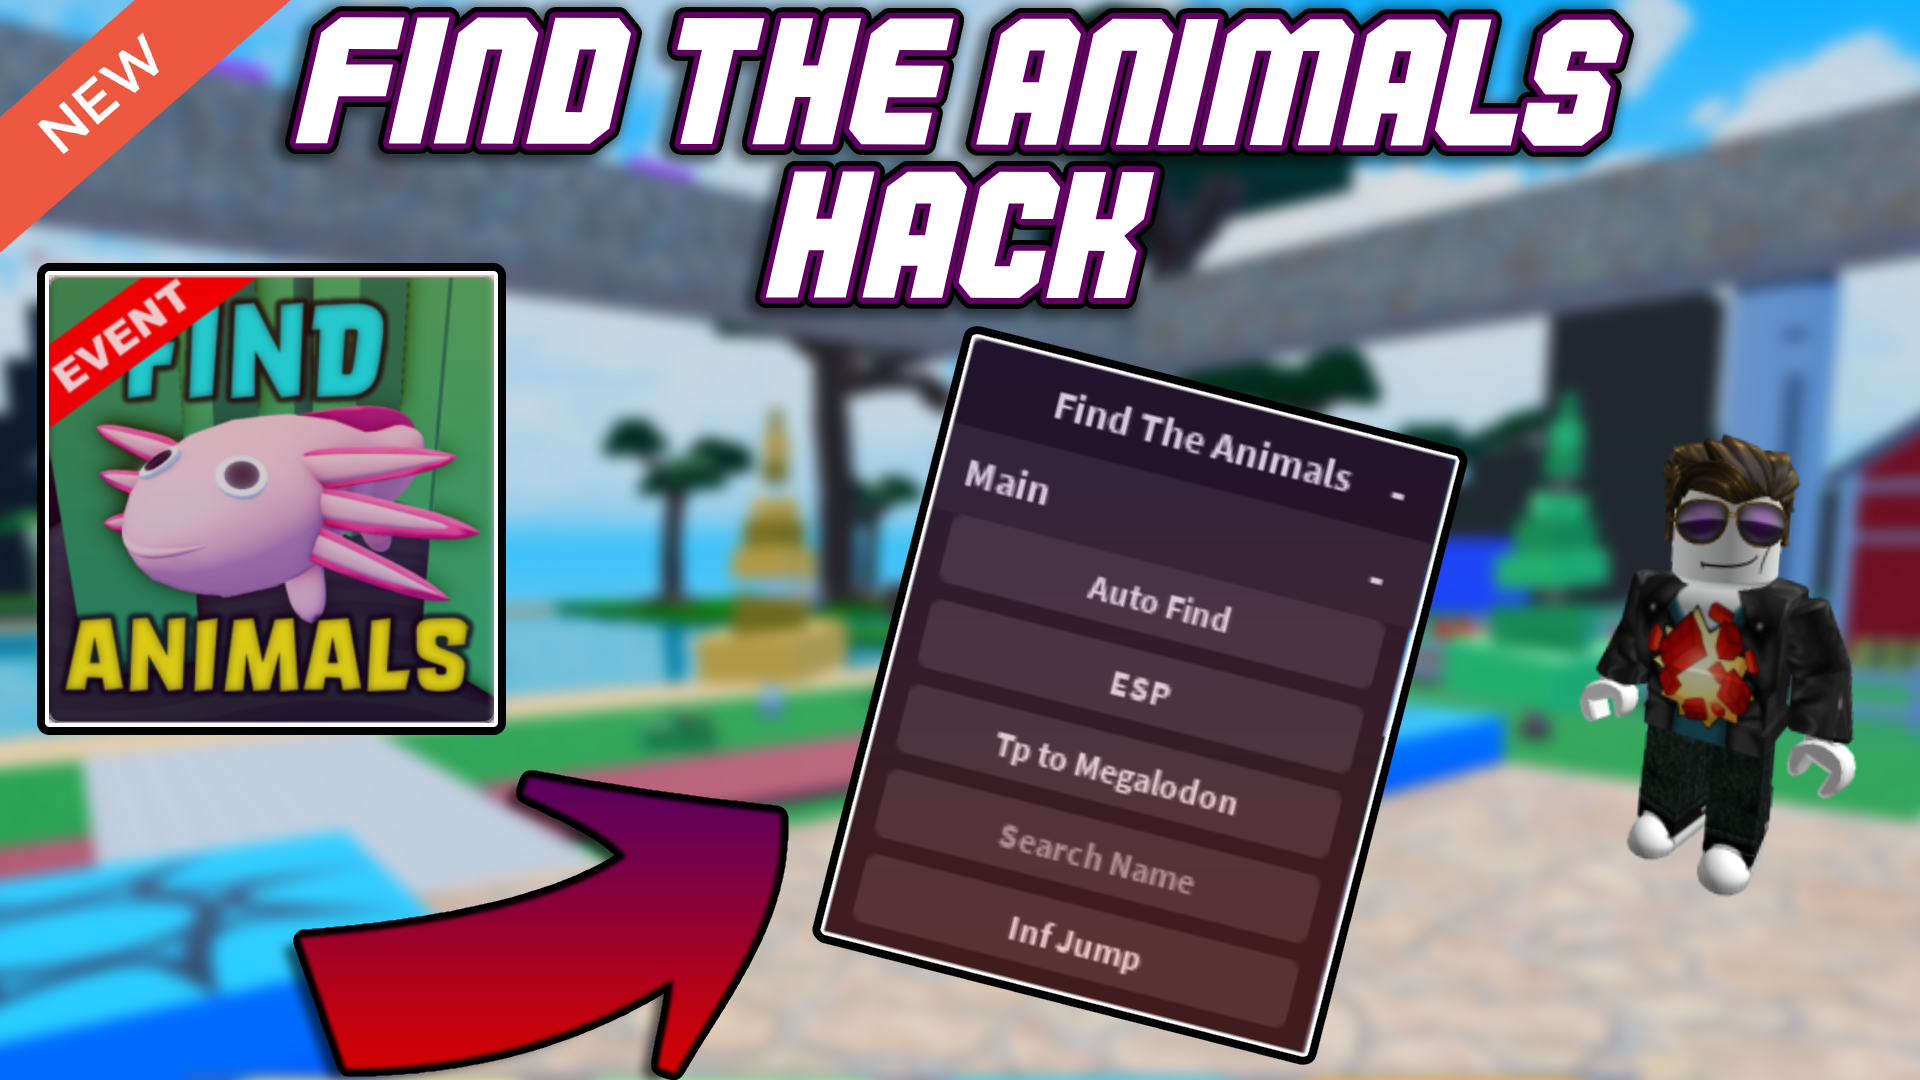 NEW
FIND THE ANIMALS
HACK
EVENT
FIND
ANIMALS
Find The Animals -
Main
-
Auto Find
ESP
Tp to Megalodon
Search Name
Inf Jump